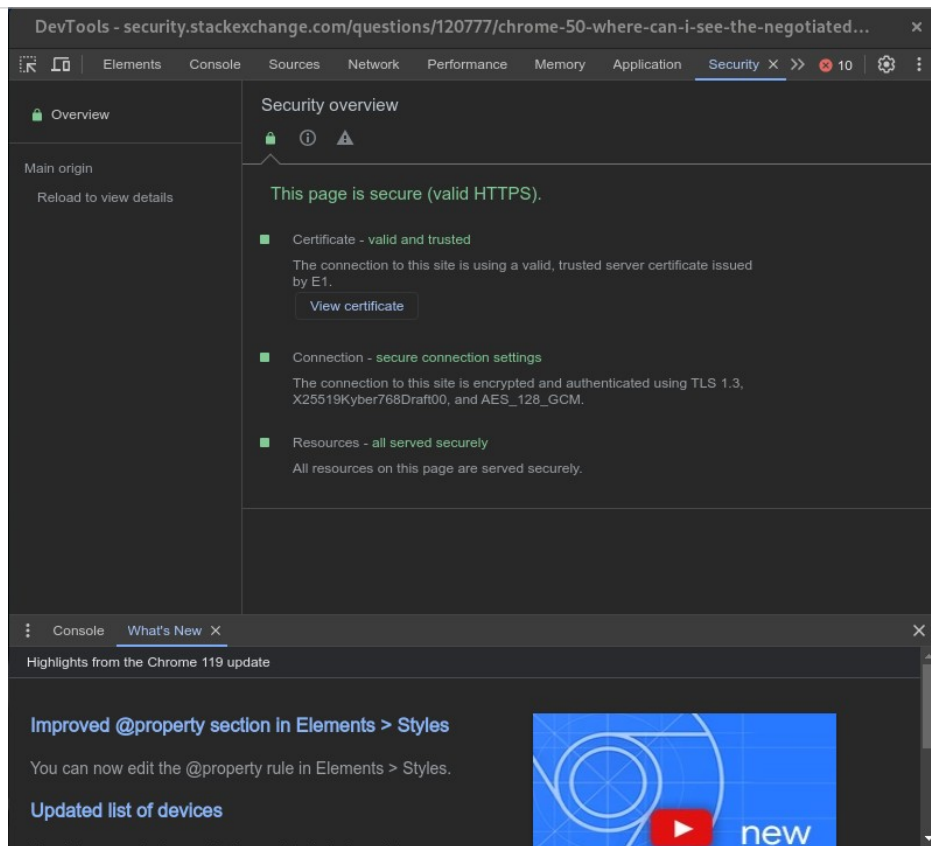 DevTools - security.stackexchange.com/questions/120777/chrome-50-where-can-i-see-the-negotiated...
Elements Console Sources Network Performance Memory Application Security 10
Overview
Main origin
Reload to view details
Security overview
This page is secure (valid HTTPS).
Certificate - valid and trusted
The connection to this site is using a valid, trusted server certificate issued
by E1.
View certificate
Connection - secure connection settings
The connection to this site is encrypted and authenticated using TLS 1.3,
X25519Kyber768Draft00, and AES_128_GCM.
Resources - all served securely
All resources on this page are served securely.
Console What's New
Highlights from the Chrome 119 update
Improved @property section in Elements > Styles
You can now edit the @property rule in Elements > Styles.
Updated list of devices
new